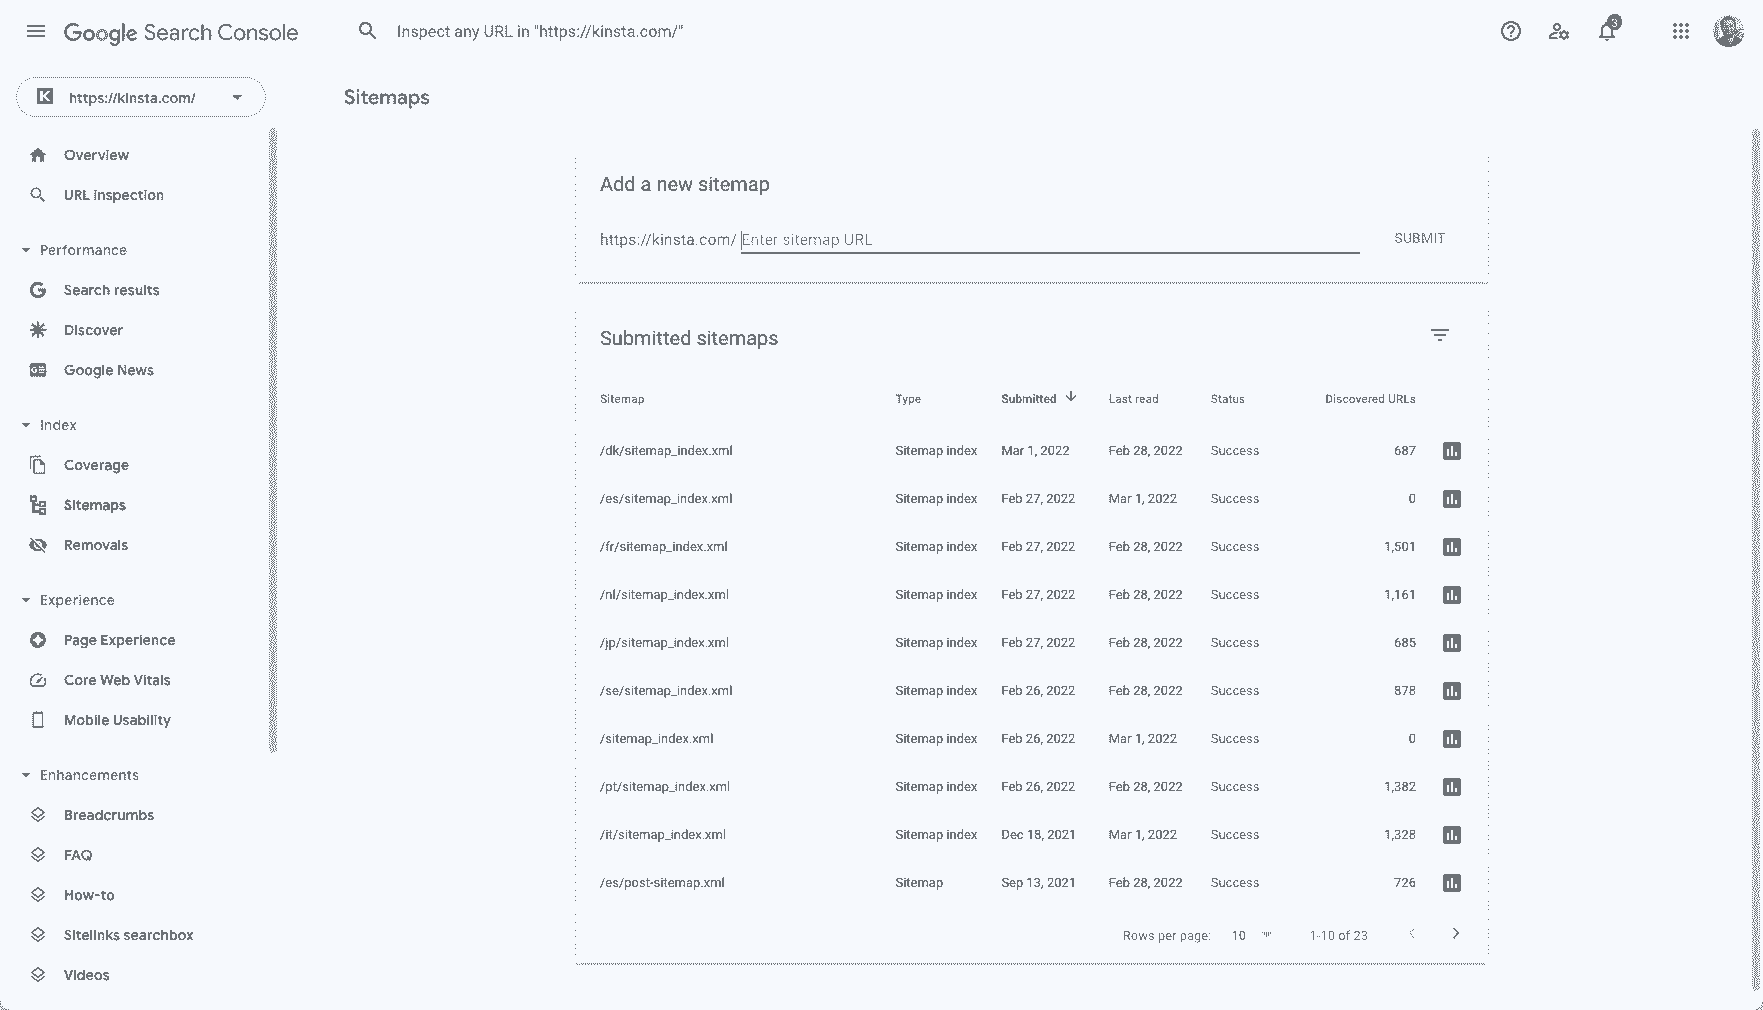 Google Search Console
Inspect any URL in "https://kinsta.com/"
3
K https://kinsta.com/
Sitemaps
Overview
URL inspection
Performance
Search results
Discover
Google News
Index
Coverage
Sitemaps
Removals
Experience
Page Experience
Core Web Vitals
Mobile Usability
Enhancements
Breadcrumbs
FAQ
How-to
Sitelinks searchbox
Videos
Add a new sitemap
https://kinsta.com/ Enter sitemap URL SUBMIT
Submitted sitemaps
Sitemap Type Submitted Last read Status Discovered URLs
/dk/sitemap_index.xml Sitemap index Mar 1, 2022 Feb 28, 2022 Success 687
/es/sitemap_index.xml Sitemap index Feb 27, 2022 Mar 1, 2022 Success 0
/fr/sitemap_index.xml Sitemap index Feb 27, 2022 Feb 28, 2022 Success 1,501
/nl/sitemap_index.xml Sitemap index Feb 27, 2022 Feb 28, 2022 Success 1,161
/jp/sitemap_index.xml Sitemap index Feb 27, 2022 Feb 28, 2022 Success 685
/se/sitemap_index.xml Sitemap index Feb 26, 2022 Feb 28, 2022 Success 878
/sitemap_index.xml Sitemap index Feb 26, 2022 Mar 1, 2022 Success 0
/pt/sitemap_index.xml Sitemap index Feb 26, 2022 Feb 28, 2022 Success 1,382
/it/sitemap_index.xml Sitemap index Dec 18, 2021 Mar 1, 2022 Success 1,328
/es/post-sitemap.xml Sitemap Sep 13, 2021 Feb 28, 2022 Success 726
Rows per page: 10 1-10 of 23